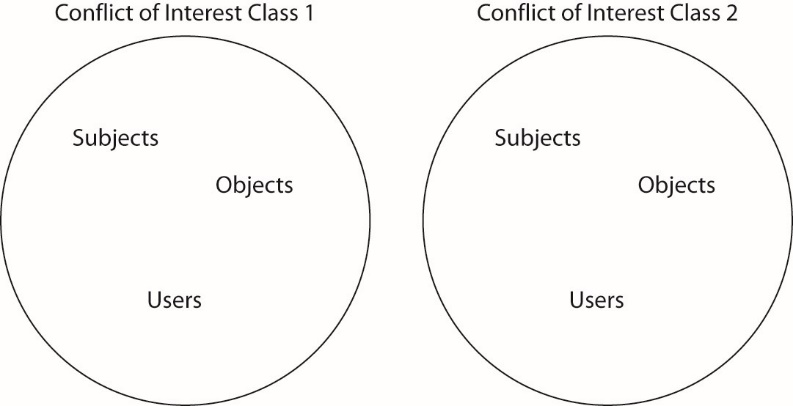 Conflict of Interest Class 1
Conflict of Interest Class 2
Subjects
Objects
Users
Subjects
Objects
Users